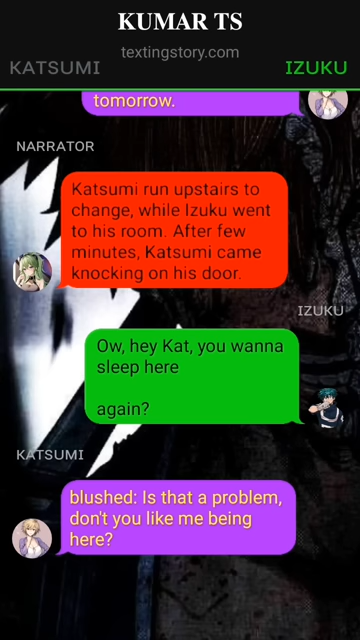 KUMAR TS
textingstory.com
KATSUMI
IZUKU
tomorrow.
NARRATOR
Katsumi run upstairs to
change, while Izuku went
to his room. After few
minutes, Katsumi came
knocking on his door.
IZUKU
Ow, hey Kat, you wanna
sleep here
again?
KATSUMI
blushed: Is that a problem,
don't you like me being
here?